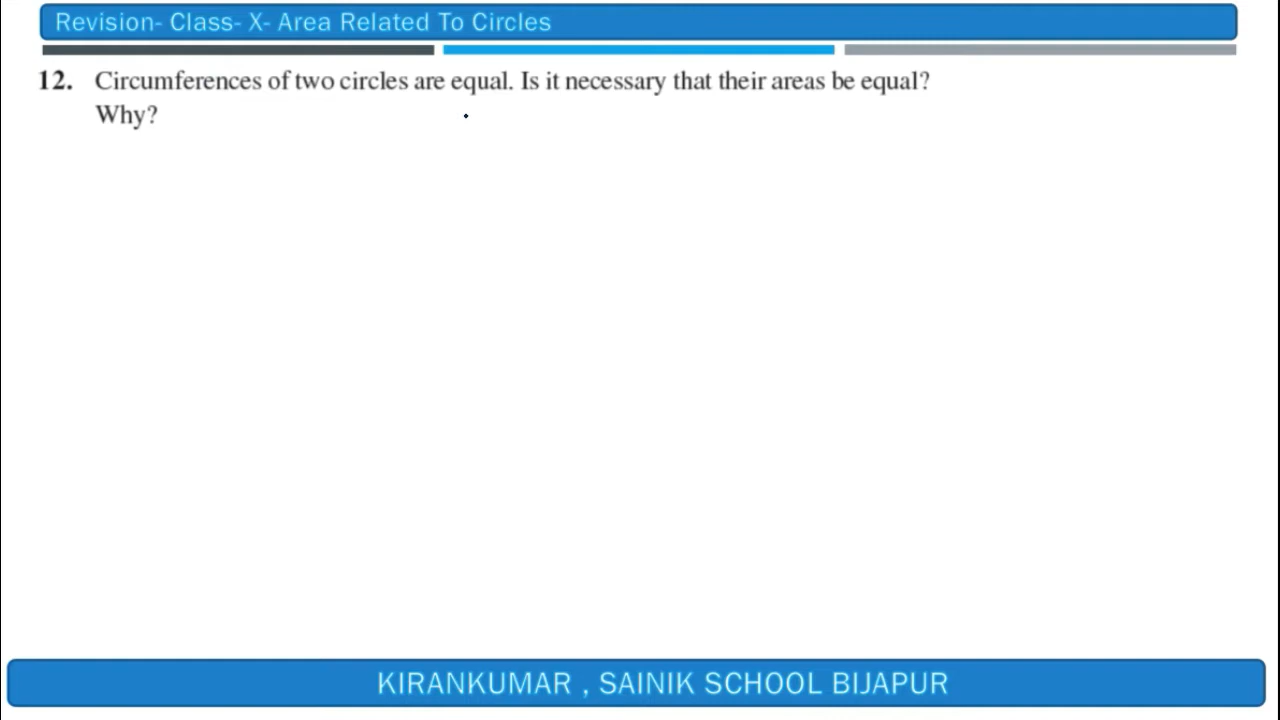 Revision- Class- X- Area Related To Circles
12. Circumferences of two circles are equal. Is it necessary that their areas be equal?
Why?
KIRANKUMAR , SAINIK SCHOOL BIJAPUR